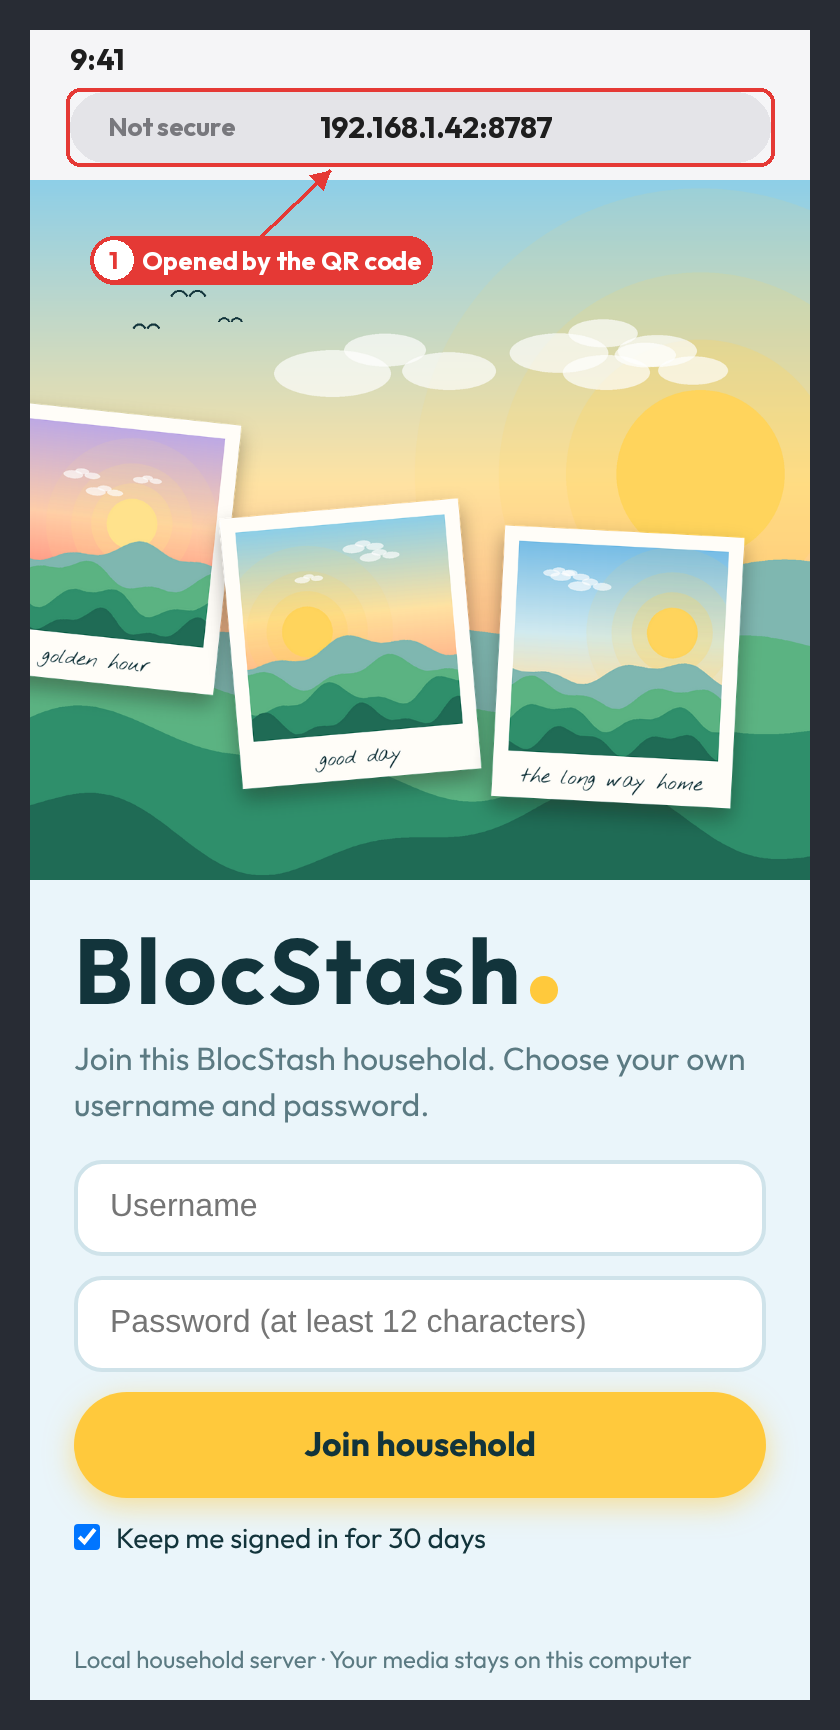 9:41
Not secure 192.168.1.42:8787
1 Opened by the QR code
golden hour
good day
the long way home
BlocStash.
Join this BlocStash household. Choose your own
username and password.
Username
Password (at least 12 characters)
Join household
Keep me signed in for 30 days
Local household server · Your media stays on this computer